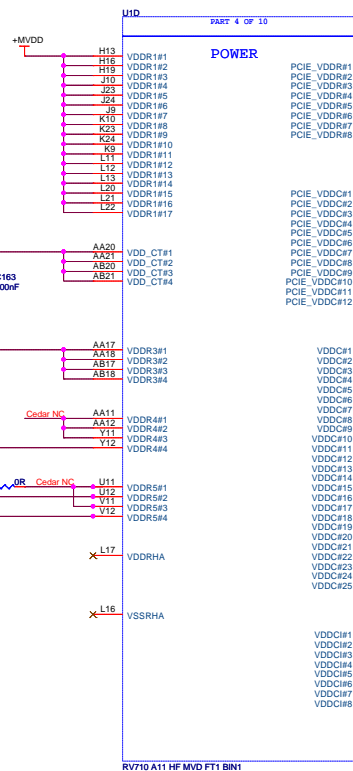 U1D
PART 4 OF 10
+MVDD
POWER
H13 VDDR1#1
H16 VDDR1#2 PCIE_VDDR#1
H19 VDDR1#3 PCIE_VDDR#2
J10 VDDR1#4 PCIE_VDDR#3
J23 VDDR1#5 PCIE_VDDR#4
J24 VDDR1#6 PCIE_VDDR#5
J9 VDDR1#7 PCIE_VDDR#6
K10 VDDR1#8 PCIE_VDDR#7
K23 VDDR1#9 PCIE_VDDR#8
K24 VDDR1#10
K9 VDDR1#11
L11 VDDR1#12
L12 VDDR1#13
L13 VDDR1#14
L20 VDDR1#15 PCIE_VDDC#1
L21 VDDR1#16 PCIE_VDDC#2
L22 VDDR1#17 PCIE_VDDC#3
PCIE_VDDC#4
PCIE_VDDC#5
PCIE_VDDC#6
AA20 VDD_CT#1 PCIE_VDDC#7
AA21 VDD_CT#2 PCIE_VDDC#8
AB20 VDD_CT#3 PCIE_VDDC#9
AB21 VDD_CT#4 PCIE_VDDC#10
C163 PCIE_VDDC#11
00nF PCIE_VDDC#12
AA17 VDDR3#1 VDDC#1
AA18 VDDR3#2 VDDC#2
AB17 VDDR3#3 VDDC#3
AB18 VDDR3#4 VDDC#4
VDDC#5
VDDC#6
VDDC#7
Cedar NC AA11 VDDR4#1 VDDC#8
AA12 VDDR4#2 VDDC#9
Y11 VDDR4#3 VDDC#10
Y12 VDDR4#4 VDDC#11
VDDC#12
VDDC#13
VDDC#14
0R Cedar NC U11 VDDR5#1 VDDC#15
U12 VDDR5#2 VDDC#16
V11 VDDR5#3 VDDC#17
V12 VDDR5#4 VDDC#18
VDDC#19
VDDC#20
VDDC#21
L17 VDDRHA VDDC#22
VDDC#23
VDDC#24
VDDC#25
L16 VSSRHA
VDDCI#1
VDDCI#2
VDDCI#3
VDDCI#4
VDDCI#5
VDDCI#6
VDDCI#7
VDDCI#8
RV710 A11 HF MVD FT1 BIN1